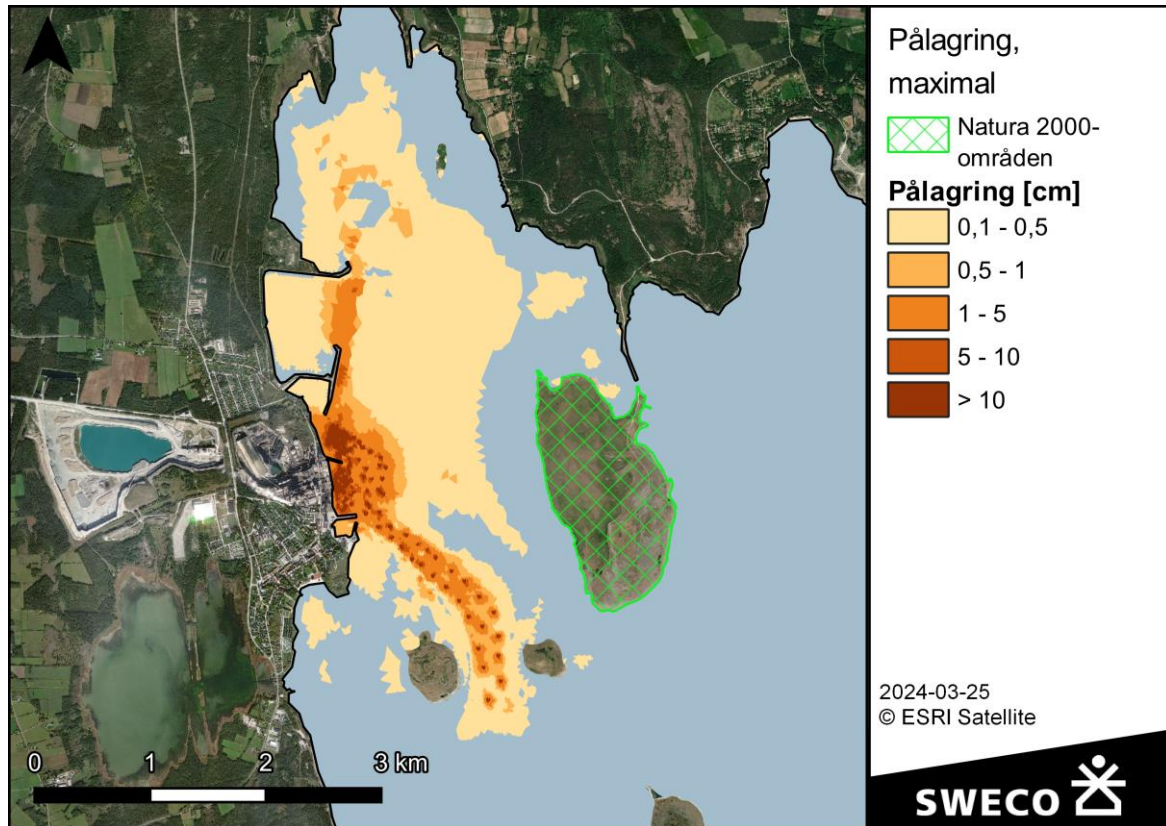 Pålagring,
maximal
Natura 2000-
områden
Pålagring [cm]
0,1 - 0,5
0,5 - 1
1 - 5
5 - 10
> 10
2024-03-25
© ESRI Satellite
SWECO
0 1 2 3 km